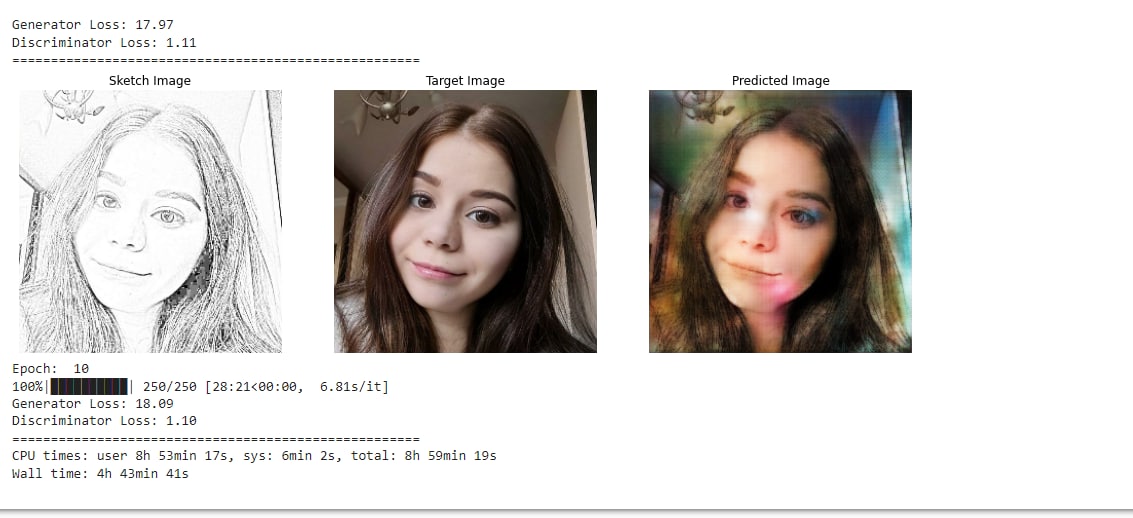 Generator Loss: 17.97
Discriminator Loss: 1.11
=====================================================
Sketch Image Target Image Predicted Image
Epoch:  10
100%|██████████| 250/250 [28:21<00:00,  6.81s/it]
Generator Loss: 18.09
Discriminator Loss: 1.10
=====================================================
CPU times: user 8h 53min 17s, sys: 6min 2s, total: 8h 59min 19s
Wall time: 4h 43min 41s